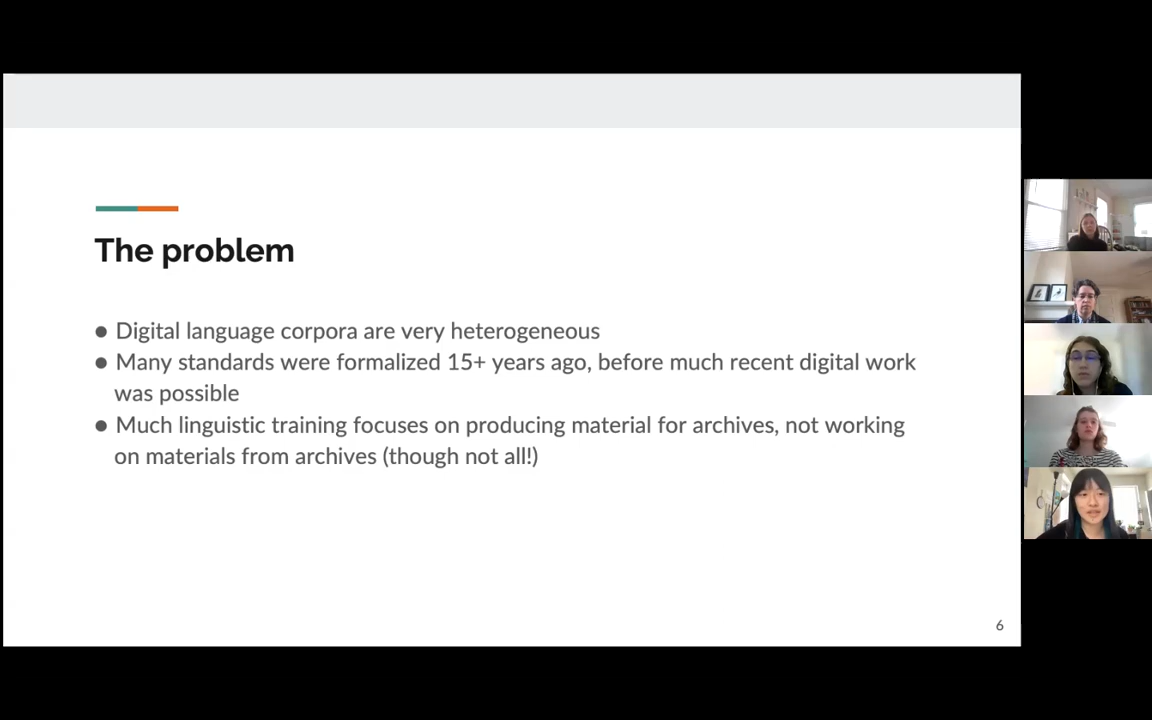 The problem
● Digital language corpora are very heterogeneous
● Many standards were formalized 15+ years ago, before much recent digital work
was possible
● Much linguistic training focuses on producing material for archives, not working
on materials from archives (though not all!)
6